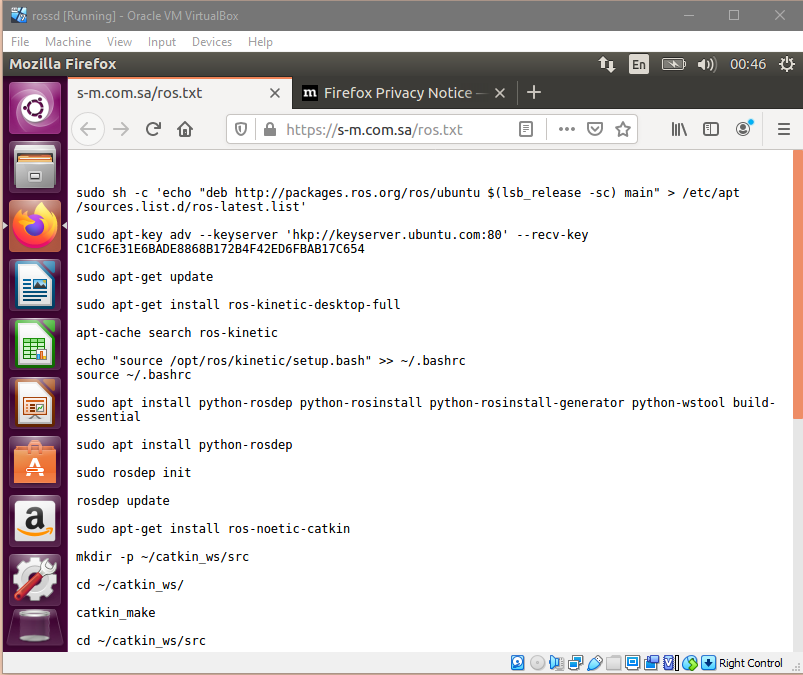 rossd [Running] - Oracle VM VirtualBox
File Machine View Input Devices Help
Mozilla Firefox
En
00:46
s-m.com.sa/ros.txt
m Firefox Privacy Notice —
https://s-m.com.sa/ros.txt
sudo sh -c 'echo "deb http://packages.ros.org/ros/ubuntu $(lsb_release -sc) main" > /etc/apt
/sources.list.d/ros-latest.list'
sudo apt-key adv --keyserver 'hkp://keyserver.ubuntu.com:80' --recv-key
C1CF6E31E6BADE8868B172B4F42ED6FBAB17C654
sudo apt-get update
sudo apt-get install ros-kinetic-desktop-full
apt-cache search ros-kinetic
echo "source /opt/ros/kinetic/setup.bash" >> ~/.bashrc
source ~/.bashrc
sudo apt install python-rosdep python-rosinstall python-rosinstall-generator python-wstool build-
essential
sudo apt install python-rosdep
sudo rosdep init
rosdep update
sudo apt-get install ros-noetic-catkin
mkdir -p ~/catkin_ws/src
cd ~/catkin_ws/
catkin_make
cd ~/catkin_ws/src
Right Control